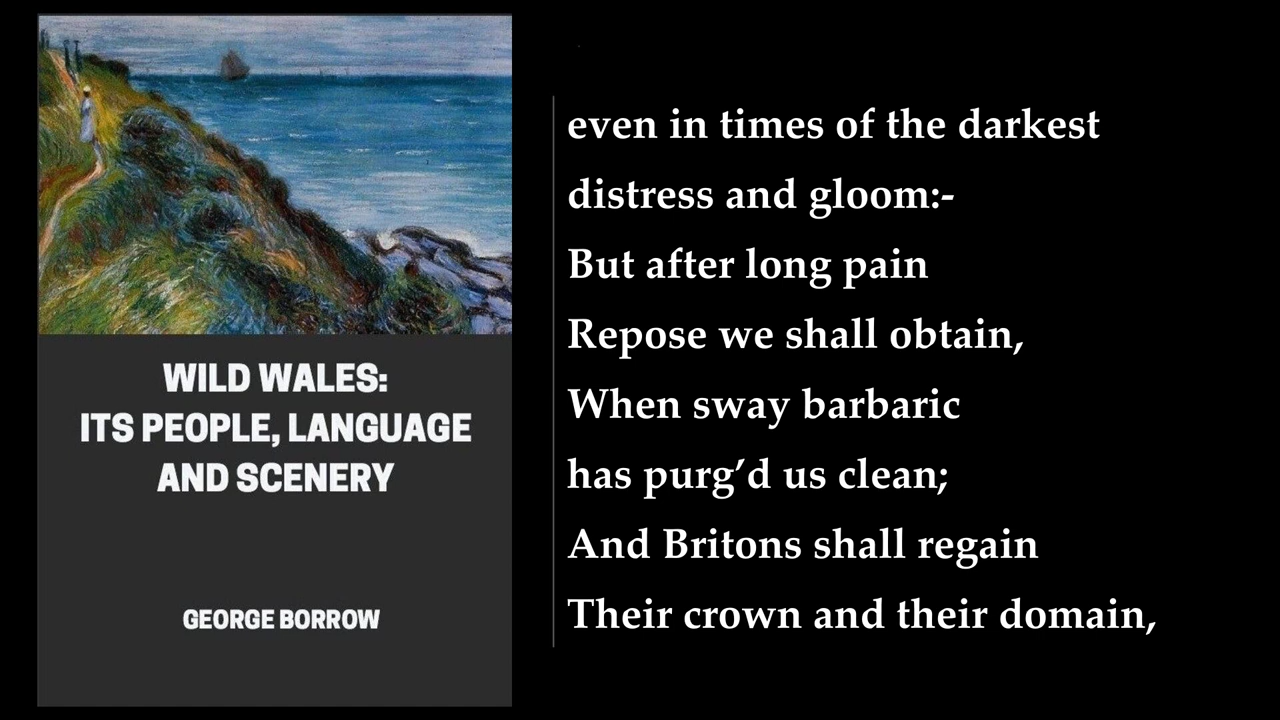 WILD WALES:
ITS PEOPLE, LANGUAGE
AND SCENERY
GEORGE BORROW
even in times of the darkest
distress and gloom:-
But after long pain
Repose we shall obtain,
When sway barbaric
has purg’d us clean;
And Britons shall regain
Their crown and their domain,